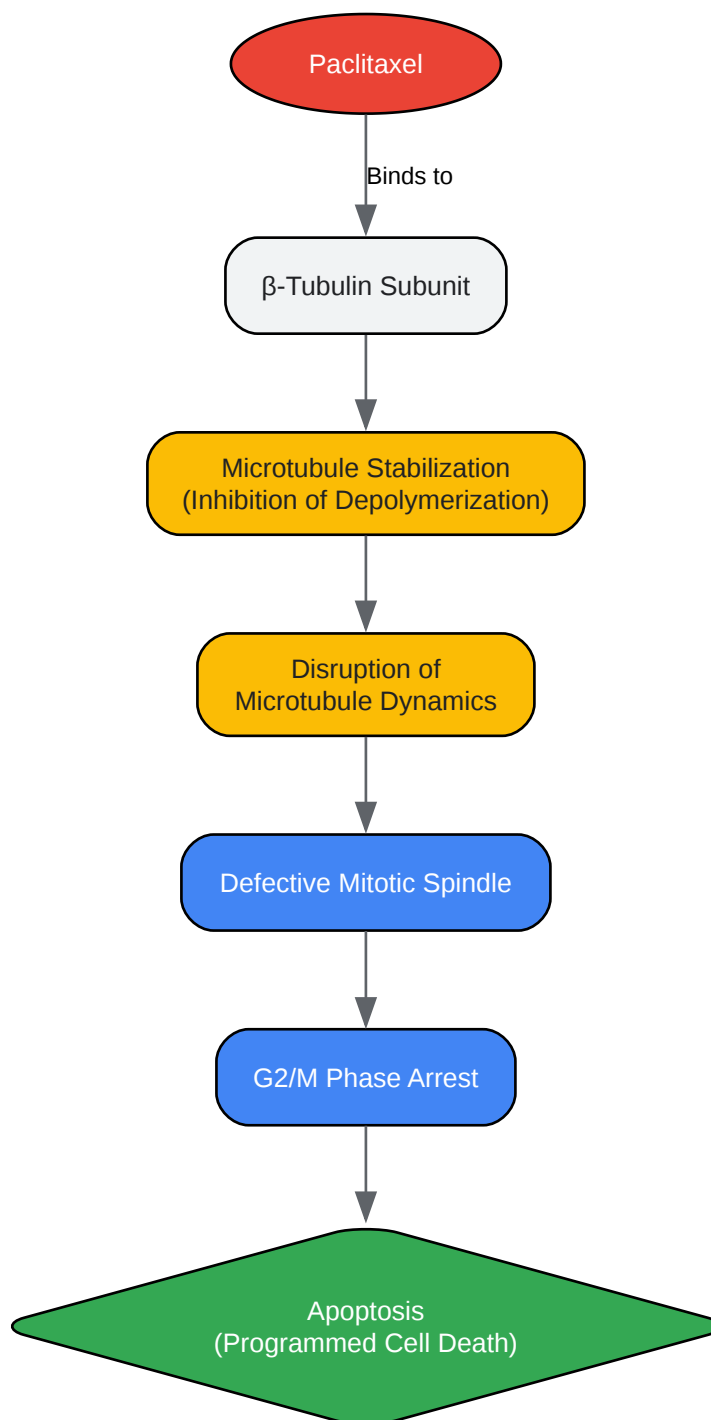 Paclitaxel
Binds to
β-Tubulin Subunit
Microtubule Stabilization
(Inhibition of Depolymerization)
Disruption of
Microtubule Dynamics
Defective Mitotic Spindle
G2/M Phase Arrest
Apoptosis
(Programmed Cell Death)